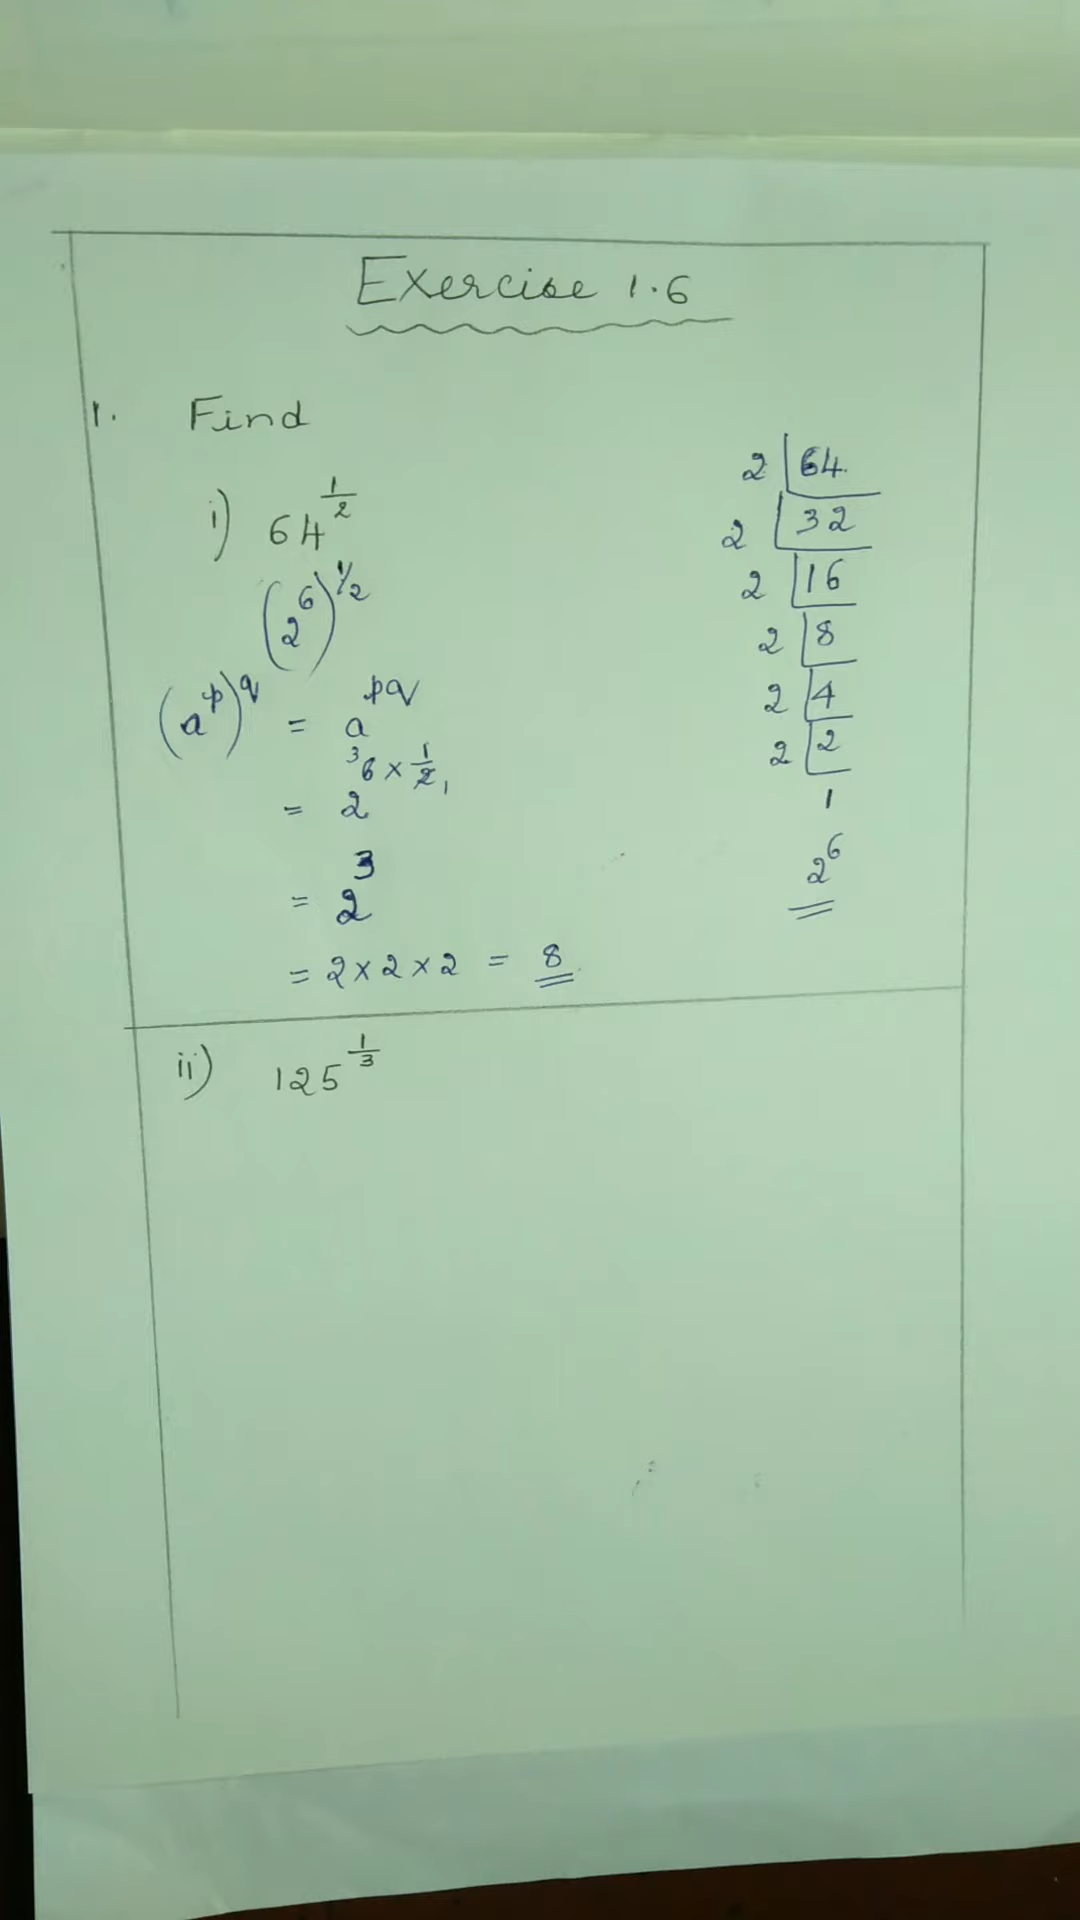 Exercise 1.6
1. Find
i) 64^{1/2}
(2^6)^{1/2}
(a^p)^q = a^{pq}
= 2^{6 × 1/2} 3 1
= 2^3
= 2 × 2 × 2 = 8
2 | 64
2 | 32
2 | 16
2 | 8
2 | 4
2 | 2
1
2^6
ii) 125^{1/3}